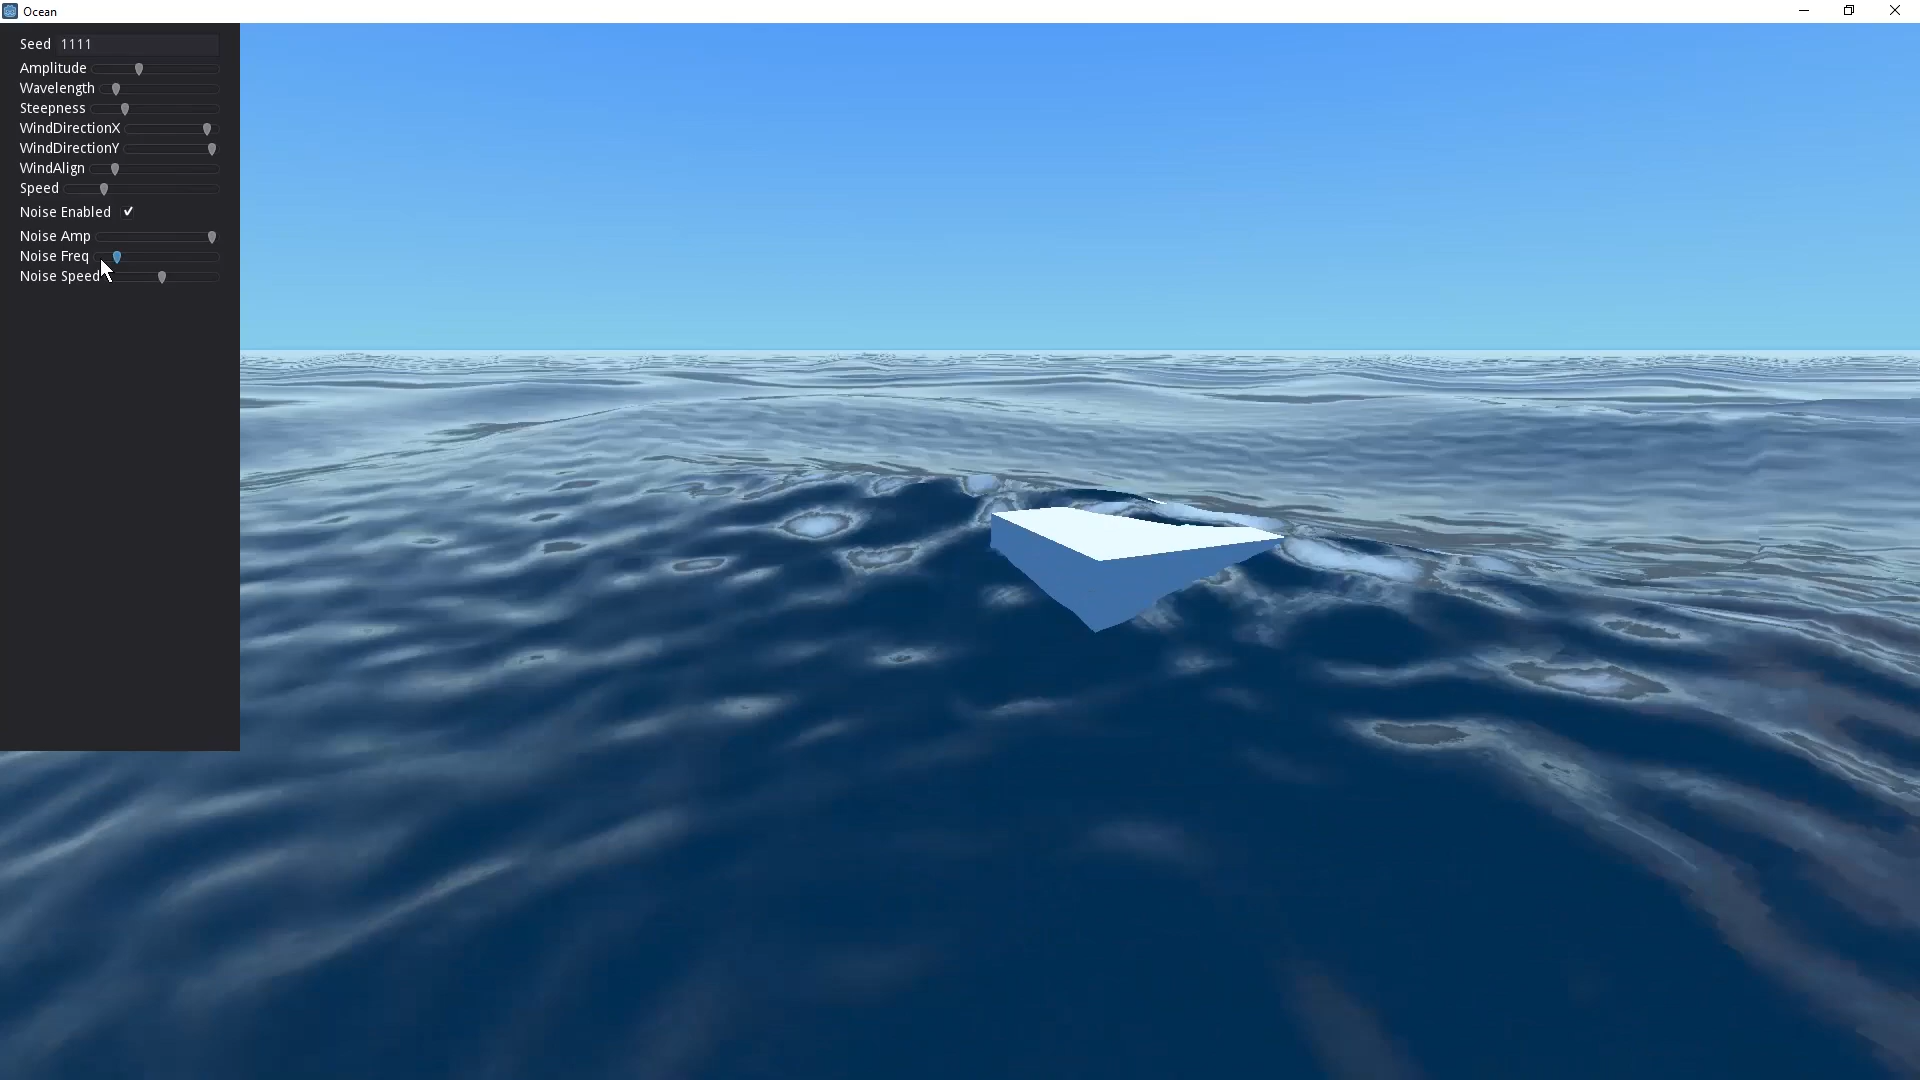 Ocean
Seed 1111
Amplitude
Wavelength
Steepness
WindDirectionX
WindDirectionY
WindAlign
Speed
Noise Enabled
Noise Amp
Noise Freq
Noise Speed